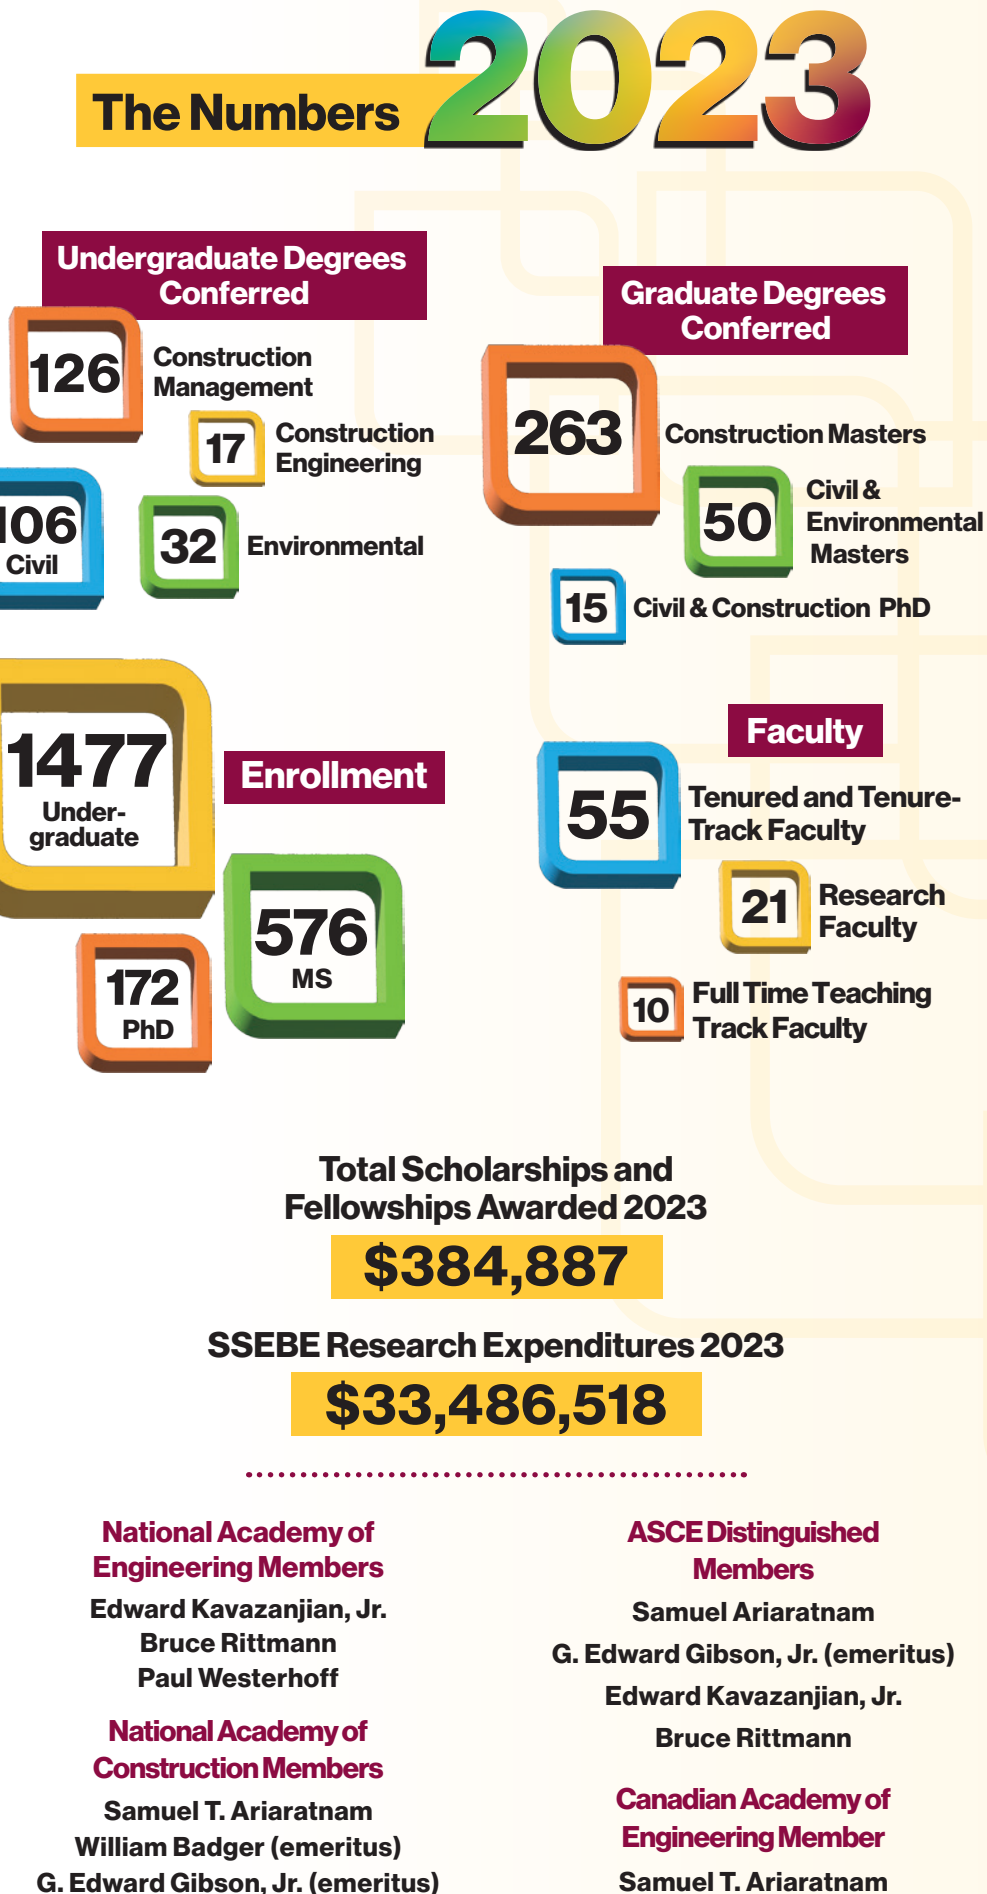 The Numbers 2023
Undergraduate Degrees
Conferred
126
Construction
Management
17
Construction
Engineering
106
Civil
32
Environmental
Graduate Degrees
Conferred
263
Construction Masters
50
Civil &
Environmental
Masters
15
Civil & Construction PhD
1477
Under-
graduate
Enrollment
576
MS
172
PhD
Faculty
55
Tenured and Tenure-
Track Faculty
21
Research
Faculty
10
Full Time Teaching
Track Faculty
Total Scholarships and
Fellowships Awarded 2023
$384,887
SSEBE Research Expenditures 2023
$33,486,518
National Academy of
Engineering Members
Edward Kavazanjian, Jr.
Bruce Rittmann
Paul Westerhoff
National Academy of
Construction Members
Samuel T. Ariaratnam
William Badger (emeritus)
G. Edward Gibson, Jr. (emeritus)
ASCE Distinguished
Members
Samuel Ariaratnam
G. Edward Gibson, Jr. (emeritus)
Edward Kavazanjian, Jr.
Bruce Rittmann
Canadian Academy of
Engineering Member
Samuel T. Ariaratnam